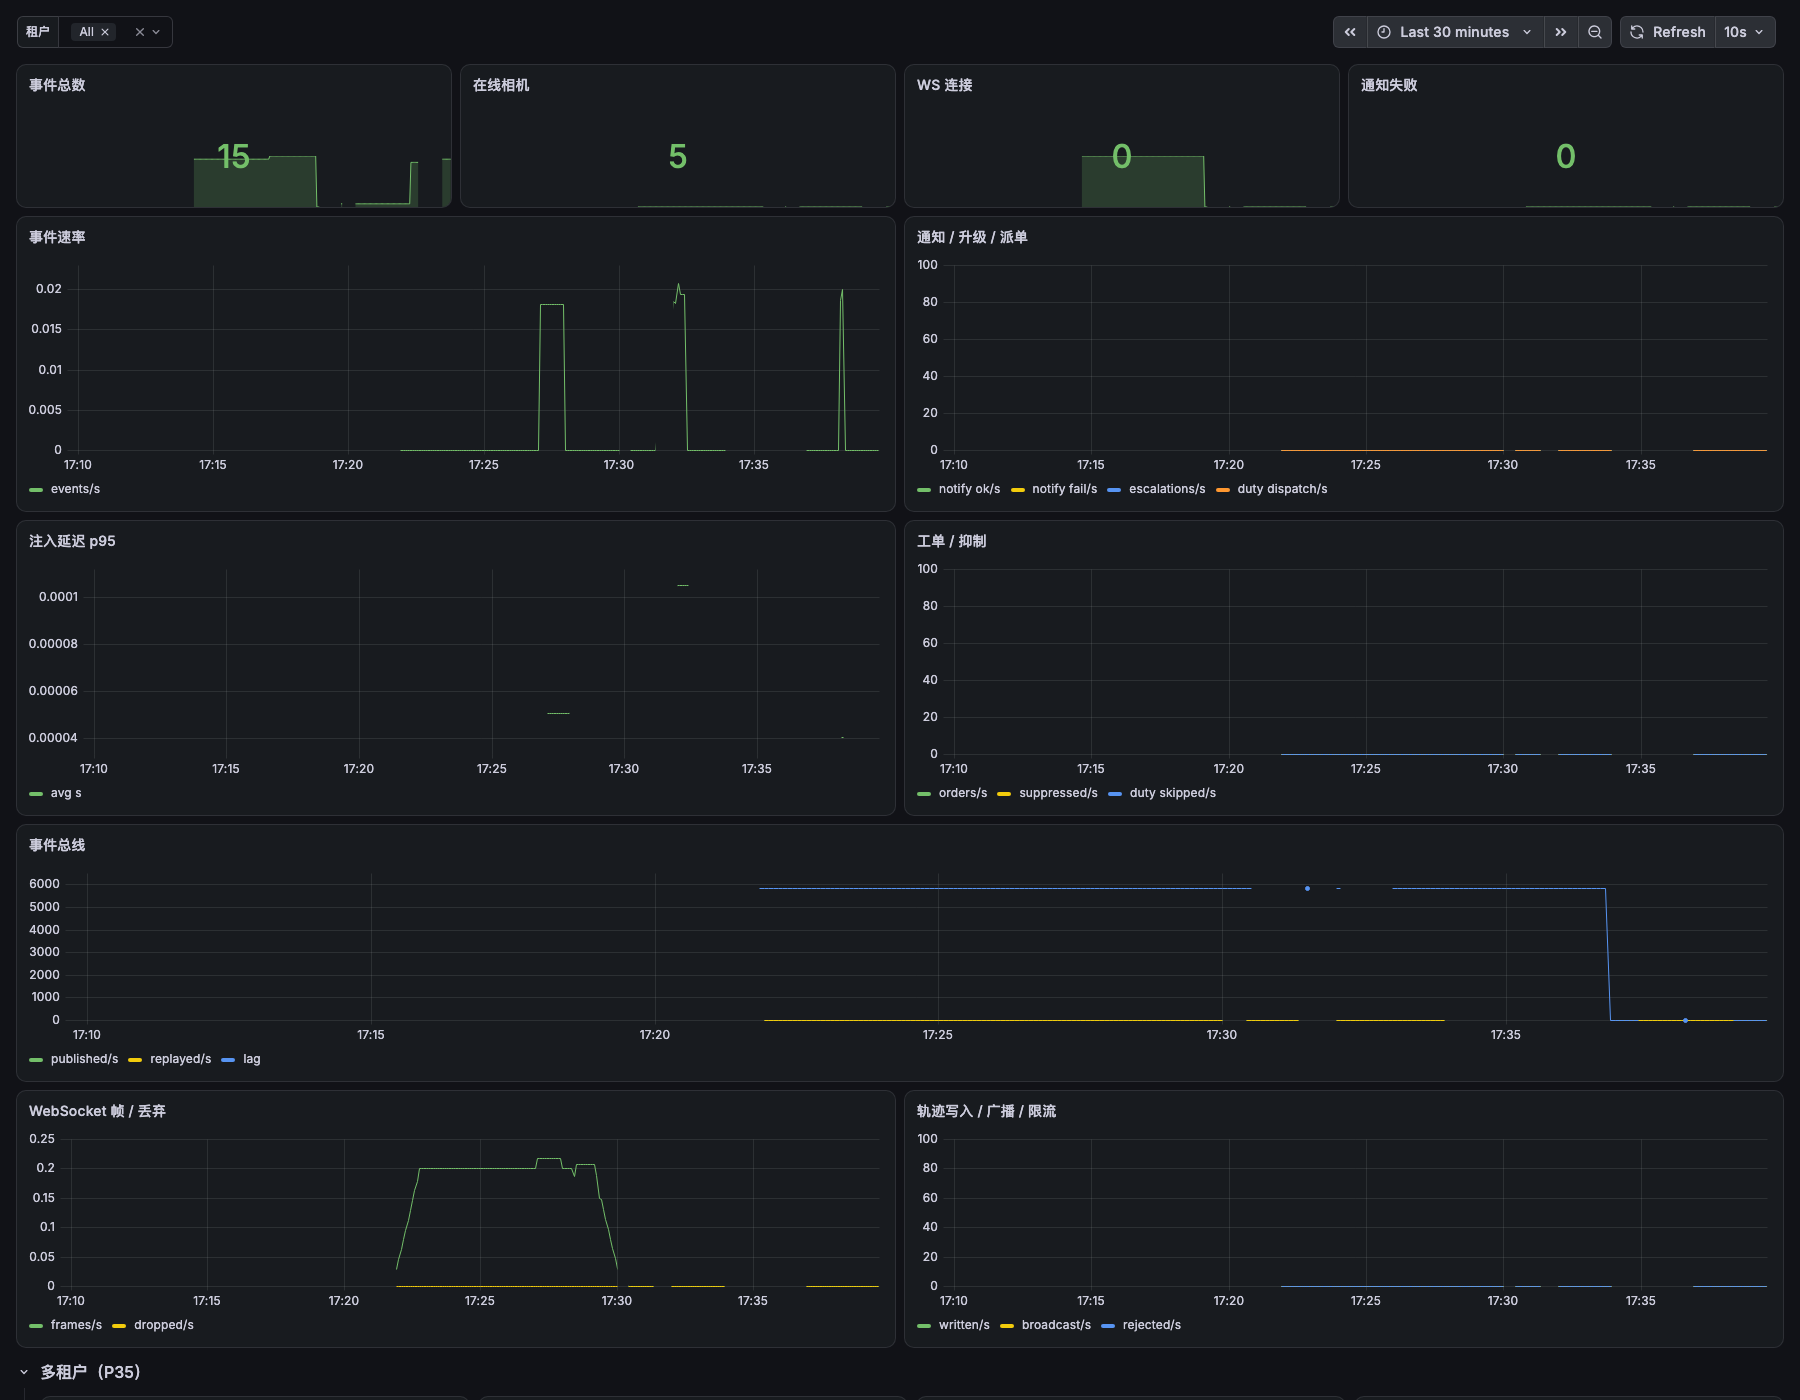 租户 All Last 30 minutes Refresh 10s
事件总数 在线相机 WS 连接 通知失败
15 5 0 0
事件速率
0.02
0.015
0.01
0.005
0
17:10 17:15 17:20 17:25 17:30 17:35
events/s
通知 / 升级 / 派单
100
80
60
40
20
0
17:10 17:15 17:20 17:25 17:30 17:35
notify ok/s notify fail/s escalations/s duty dispatch/s
注入延迟 p95
0.0001
0.00008
0.00006
0.00004
17:10 17:15 17:20 17:25 17:30 17:35
avg s
工单 / 抑制
100
80
60
40
20
0
17:10 17:15 17:20 17:25 17:30 17:35
orders/s suppressed/s duty skipped/s
事件总线
6000
5000
4000
3000
2000
1000
0
17:10 17:15 17:20 17:25 17:30 17:35
published/s replayed/s lag
WebSocket 帧 / 丢弃
0.25
0.2
0.15
0.1
0.05
0
17:10 17:15 17:20 17:25 17:30 17:35
frames/s dropped/s
轨迹写入 / 广播 / 限流
100
80
60
40
20
0
17:10 17:15 17:20 17:25 17:30 17:35
written/s broadcast/s rejected/s
多租户（P35）